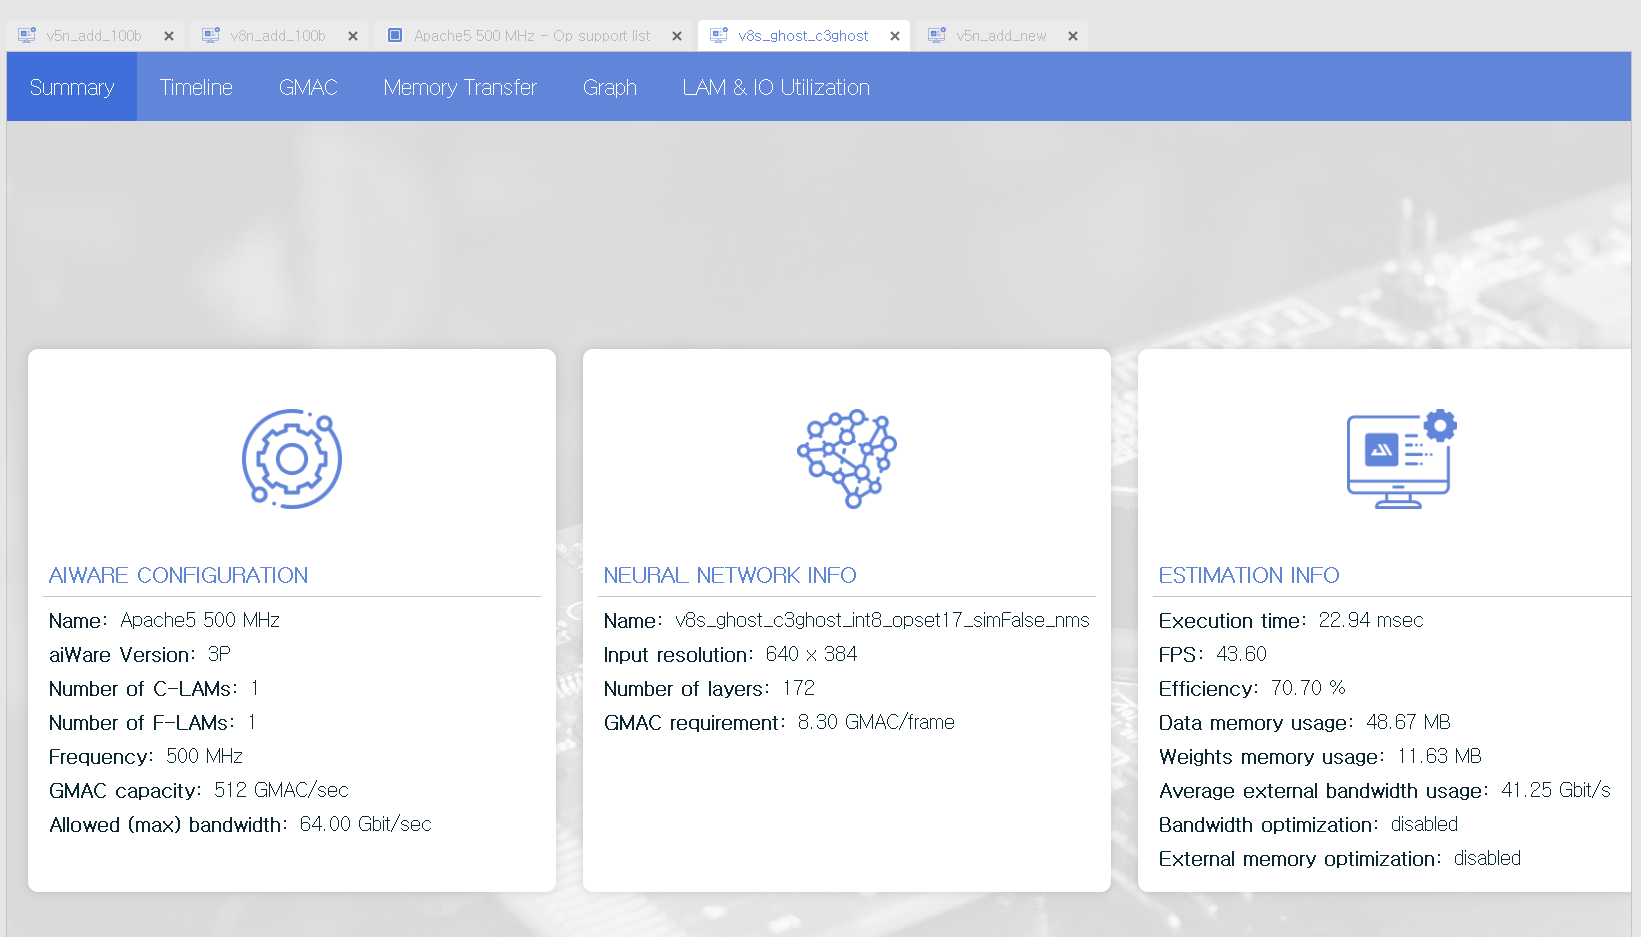 v5n_add_100b
v8n_add_100b
Apache5 500 MHz - Op support list
v8s_ghost_c3ghost
v5n_add_new
Summary
Timeline
GMAC
Memory Transfer
Graph
LAM & IO Utilization
AIWARE CONFIGURATION
Name: Apache5 500 MHz
aiWare Version: 3P
Number of C-LAMs: 1
Number of F-LAMs: 1
Frequency: 500 MHz
GMAC capacity: 512 GMAC/sec
Allowed (max) bandwidth: 64.00 Gbit/sec
NEURAL NETWORK INFO
Name: v8s_ghost_c3ghost_int8_opset17_simFalse_nms
Input resolution: 640 x 384
Number of layers: 172
GMAC requirement: 8.30 GMAC/frame
ESTIMATION INFO
Execution time: 22.94 msec
FPS: 43.60
Efficiency: 70.70 %
Data memory usage: 48.67 MB
Weights memory usage: 11.63 MB
Average external bandwidth usage: 41.25 Gbit/s
Bandwidth optimization: disabled
External memory optimization: disabled